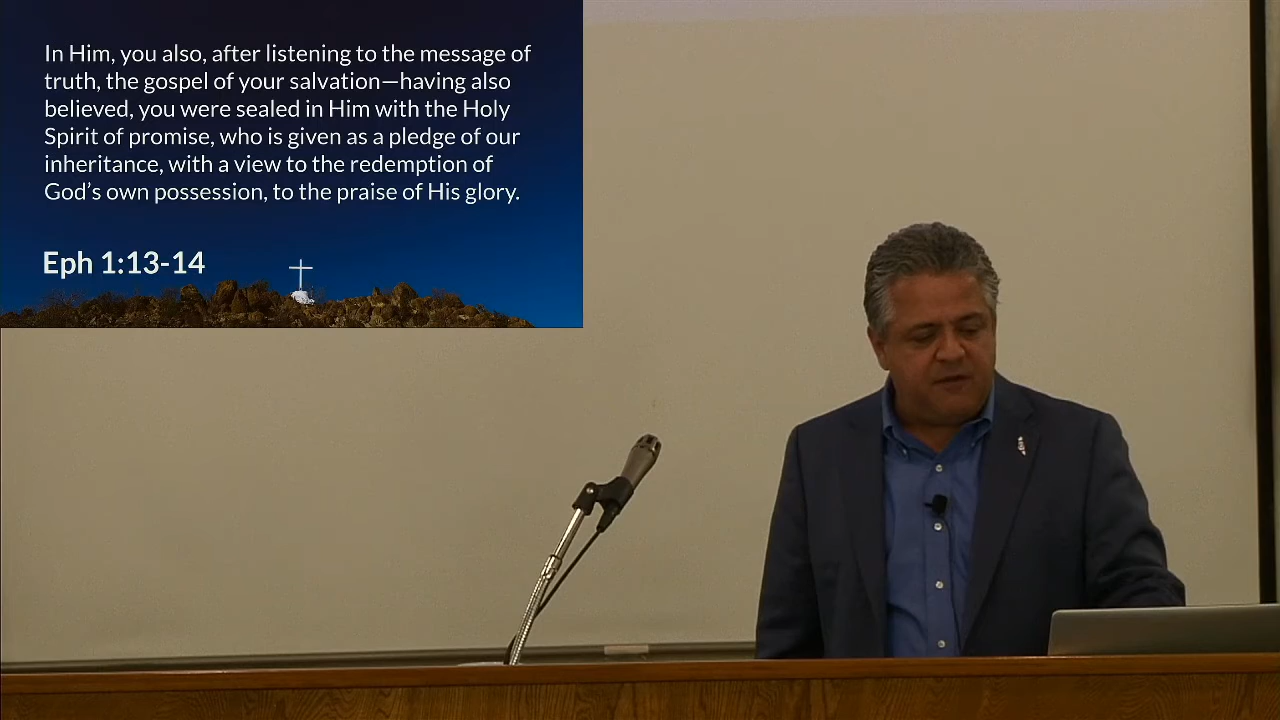 In Him, you also, after listening to the message of
truth, the gospel of your salvation—having also
believed, you were sealed in Him with the Holy
Spirit of promise, who is given as a pledge of our
inheritance, with a view to the redemption of
God’s own possession, to the praise of His glory.
Eph 1:13-14